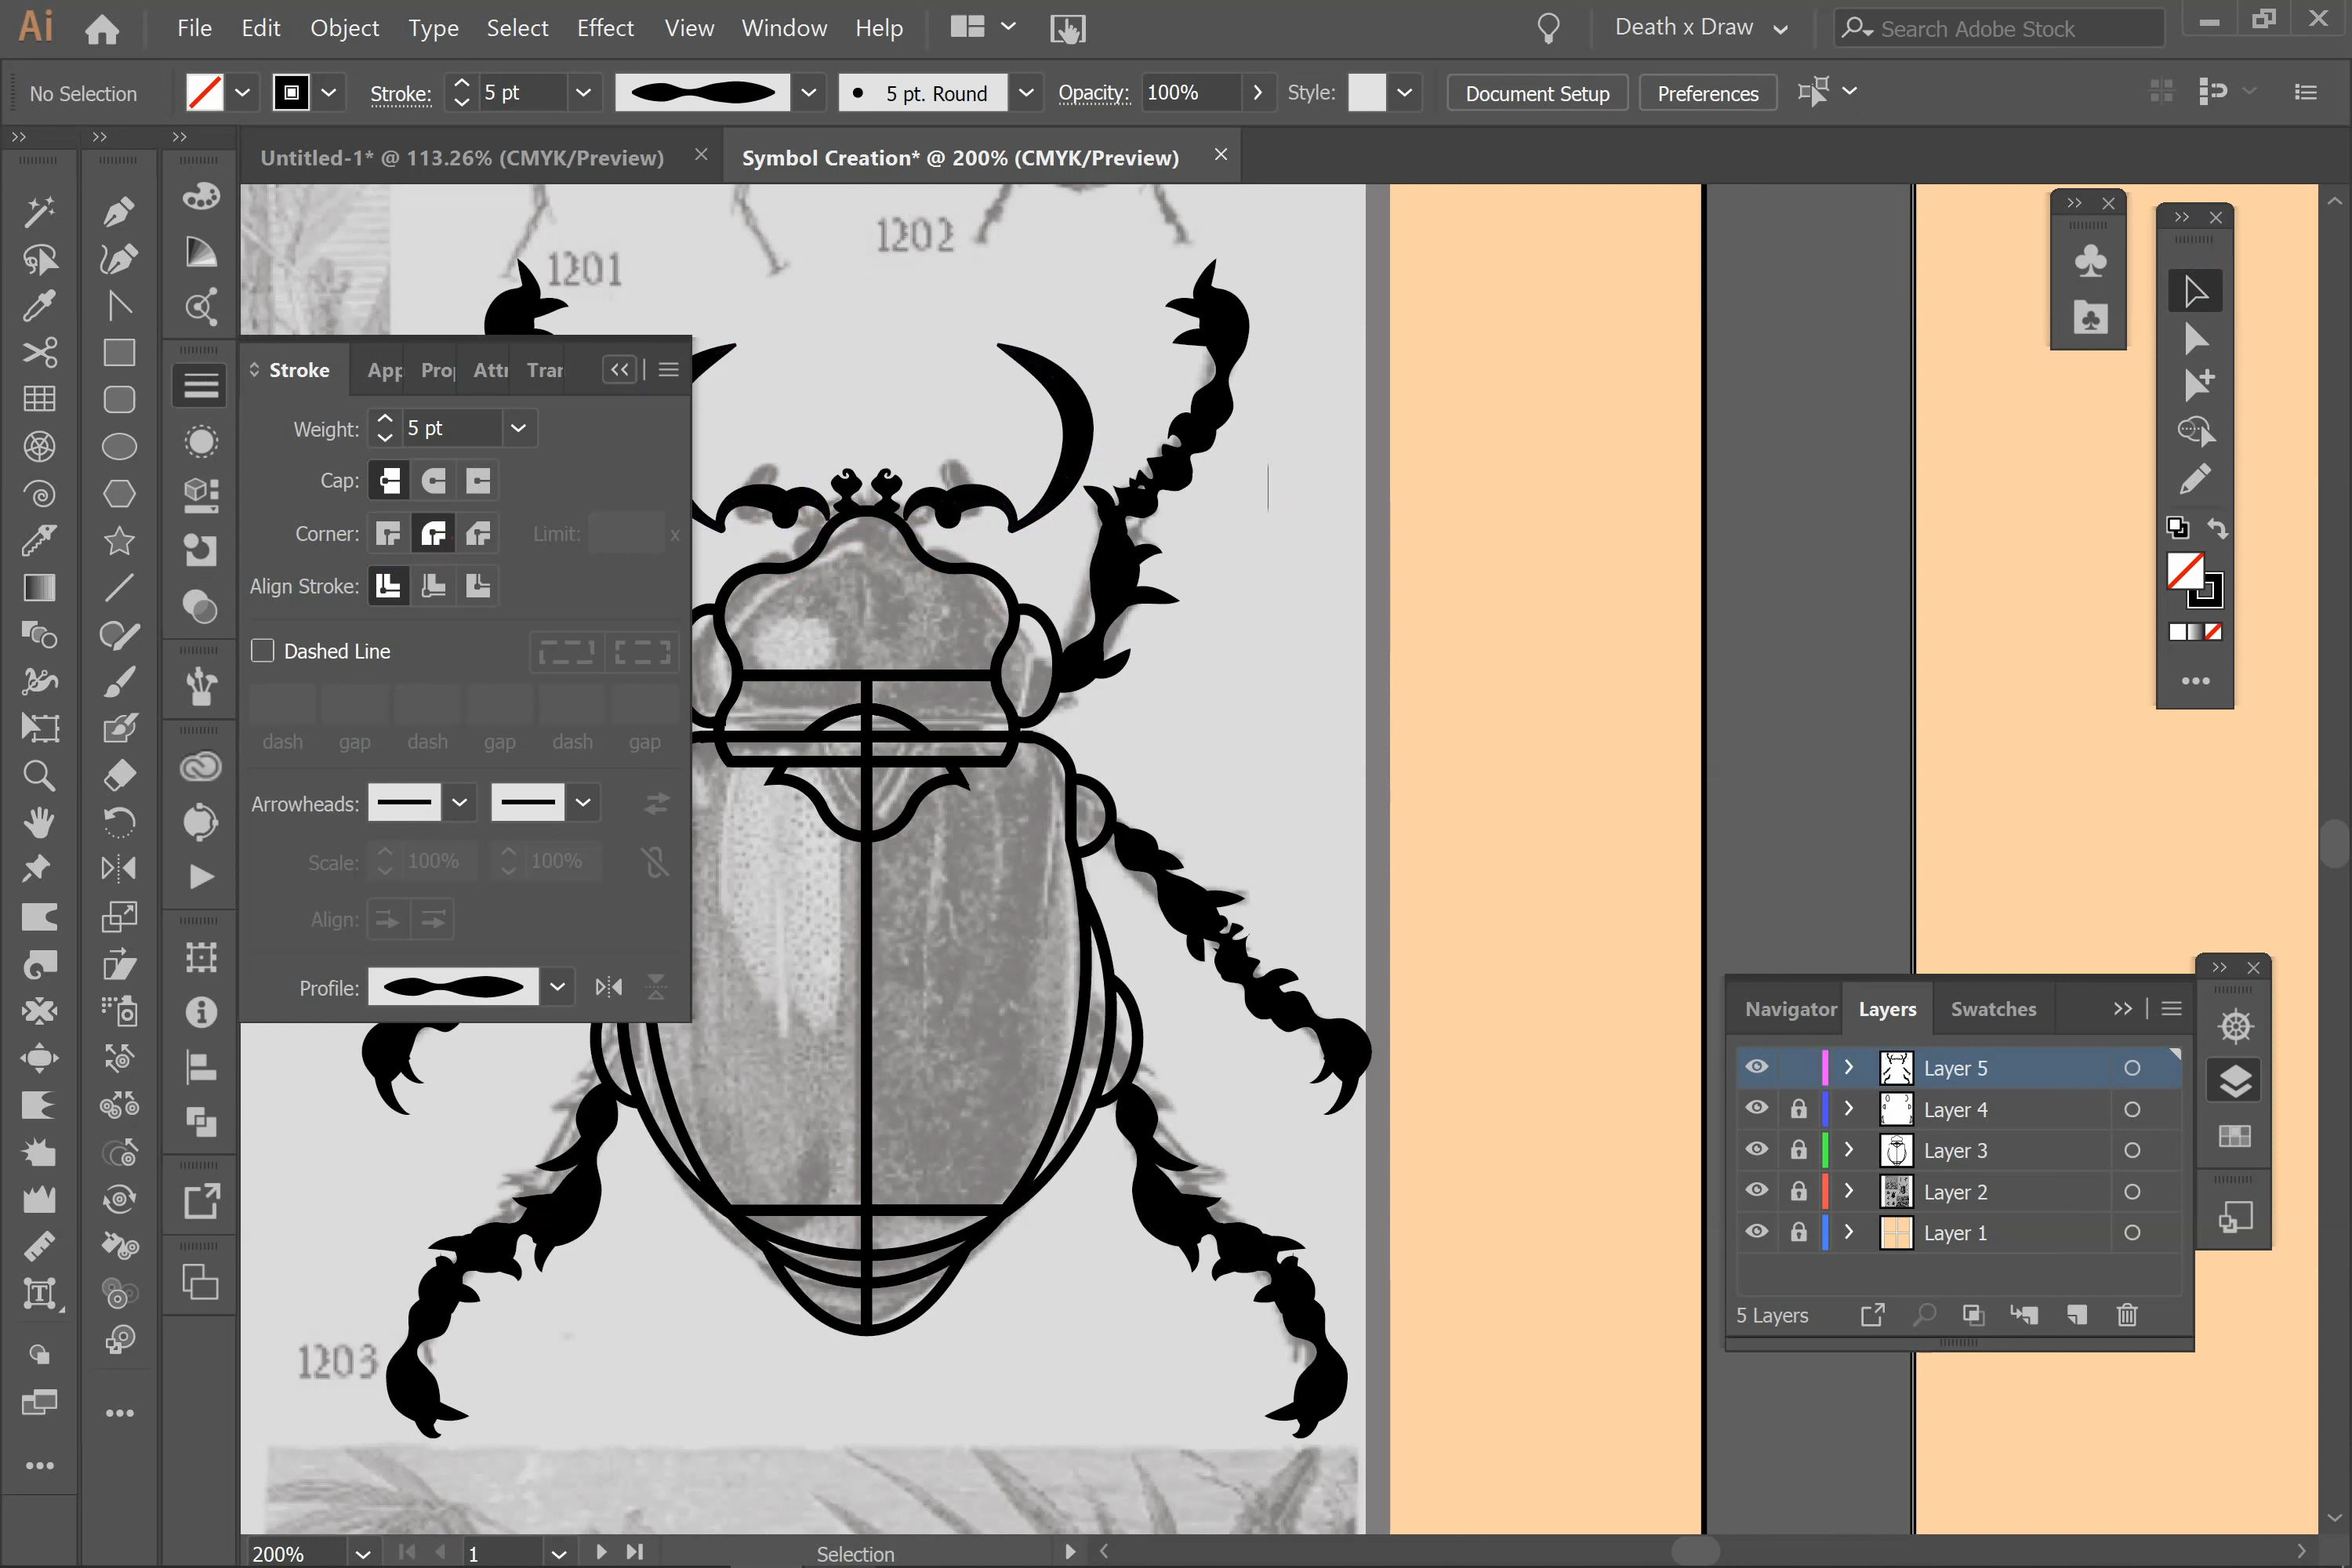 Ai File Edit Object Type Select Effect View Window Help Death x Draw Search Adobe Stock
No Selection Stroke: 5 pt 5 pt. Round Opacity: 100% Style: Document Setup Preferences
Untitled-1* @ 113.26% (CMYK/Preview) Symbol Creation* @ 200% (CMYK/Preview)
1202
1201
Stroke App Pro Attr Tran
Weight: 5 pt
Cap:
Corner: Limit: x
Align Stroke:
Dashed Line
dash gap dash gap dash gap
Arrowheads:
Scale: 100% 100%
Align:
Profile:
Navigator Layers Swatches
Layer 5
Layer 4
Layer 3
Layer 2
Layer 1
5 Layers
1203
200% 1 Selection